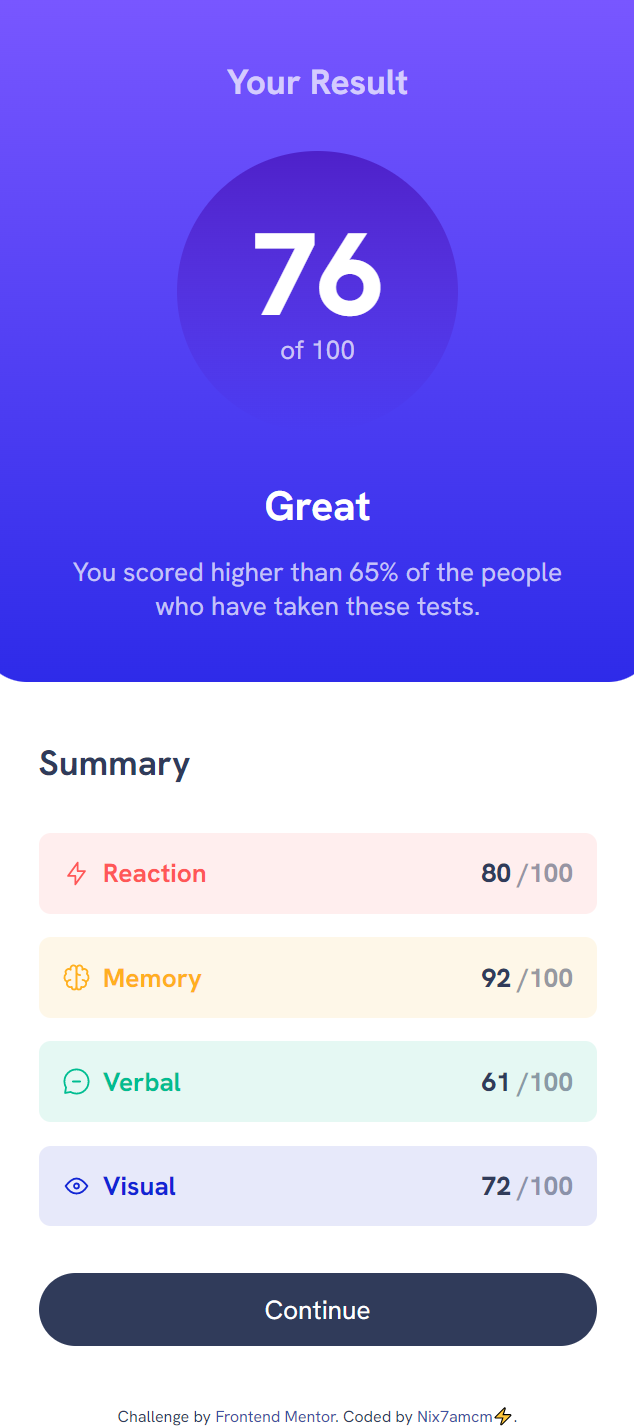 Your Result
76
of 100
Great
You scored higher than 65% of the people
who have taken these tests.
Summary
Reaction 80 /100
Memory 92 /100
Verbal 61 /100
Visual 72 /100
Continue
Challenge by Frontend Mentor. Coded by Nix7amcm⚡.